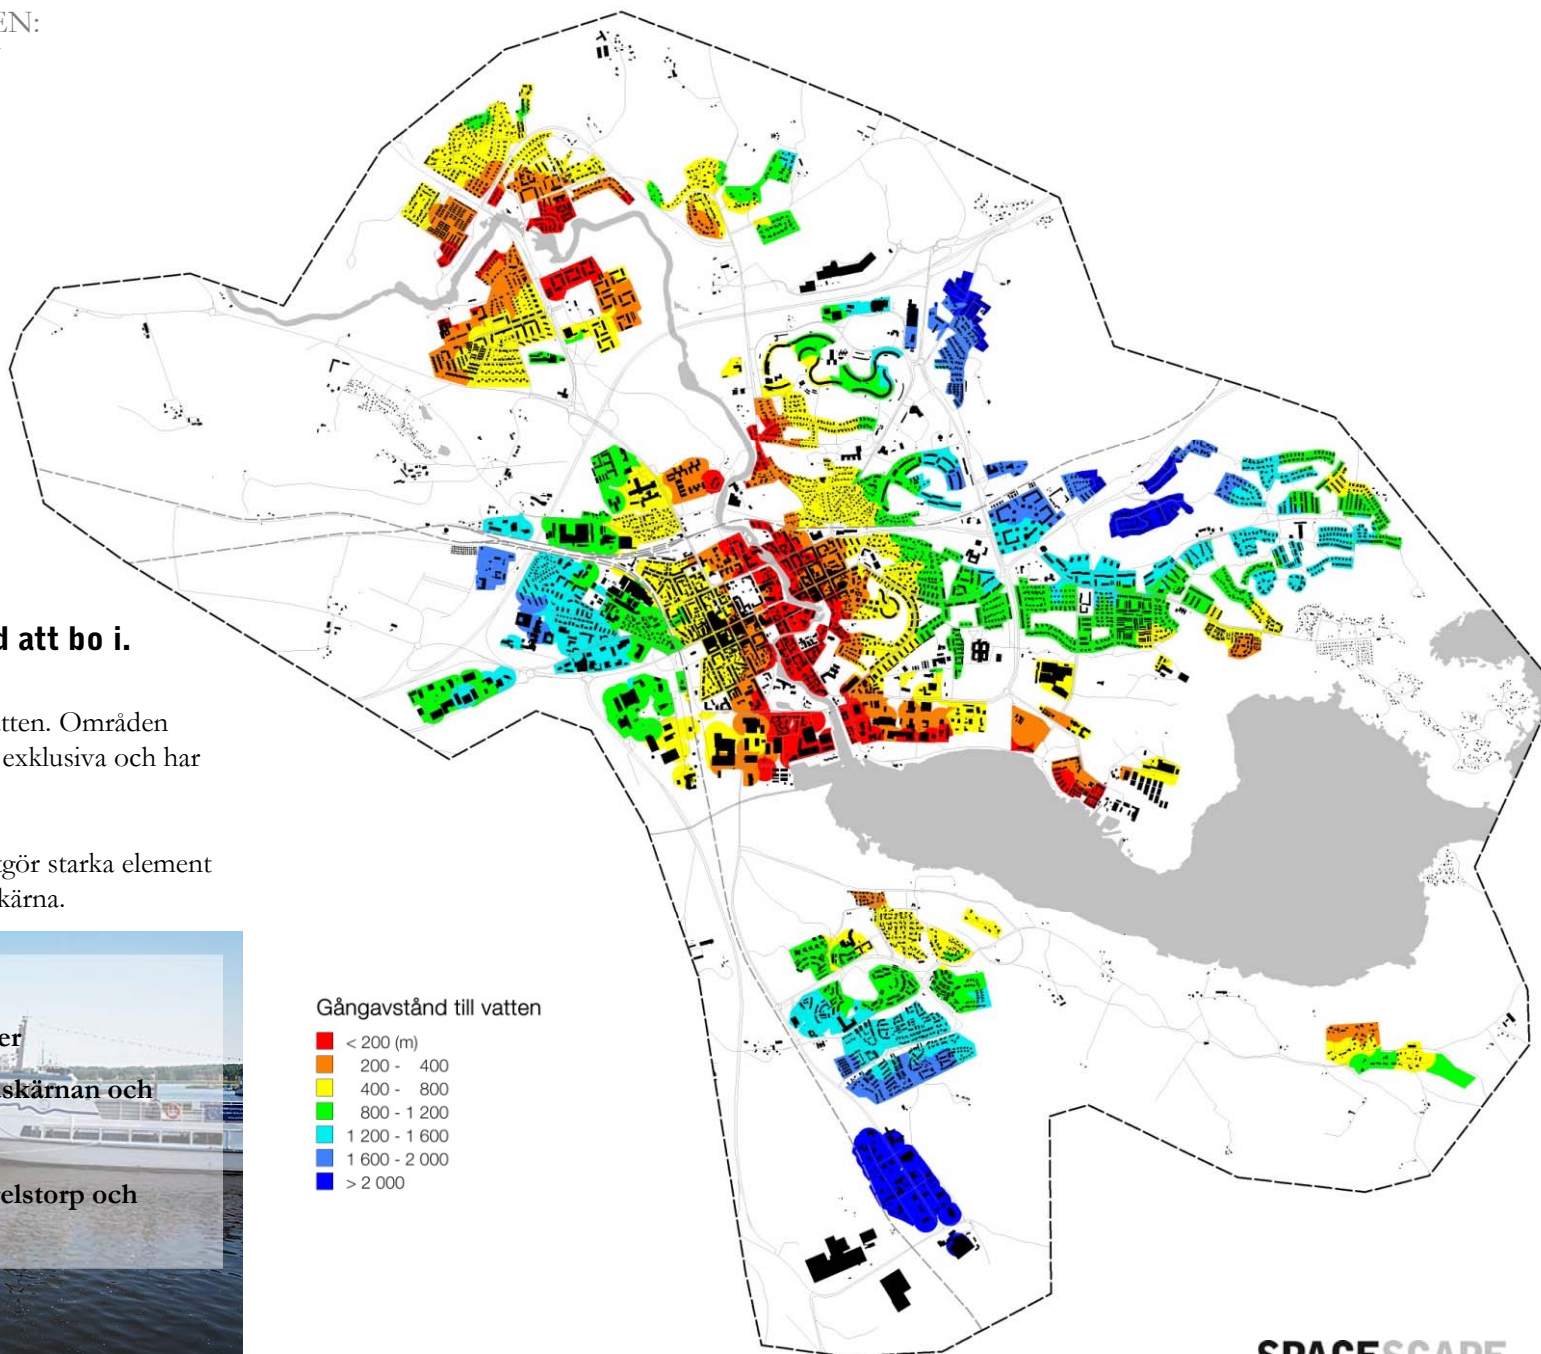 EN:
d att bo i.
atten. Områden
exklusiva och har
tgör starka element
kärna.
er
skärnan och
elstorp och
Gångavstånd till vatten
< 200 (m)
200 - 400
400 - 800
800 - 1 200
1 200 - 1 600
1 600 - 2 000
> 2 000
SPACESCAPE